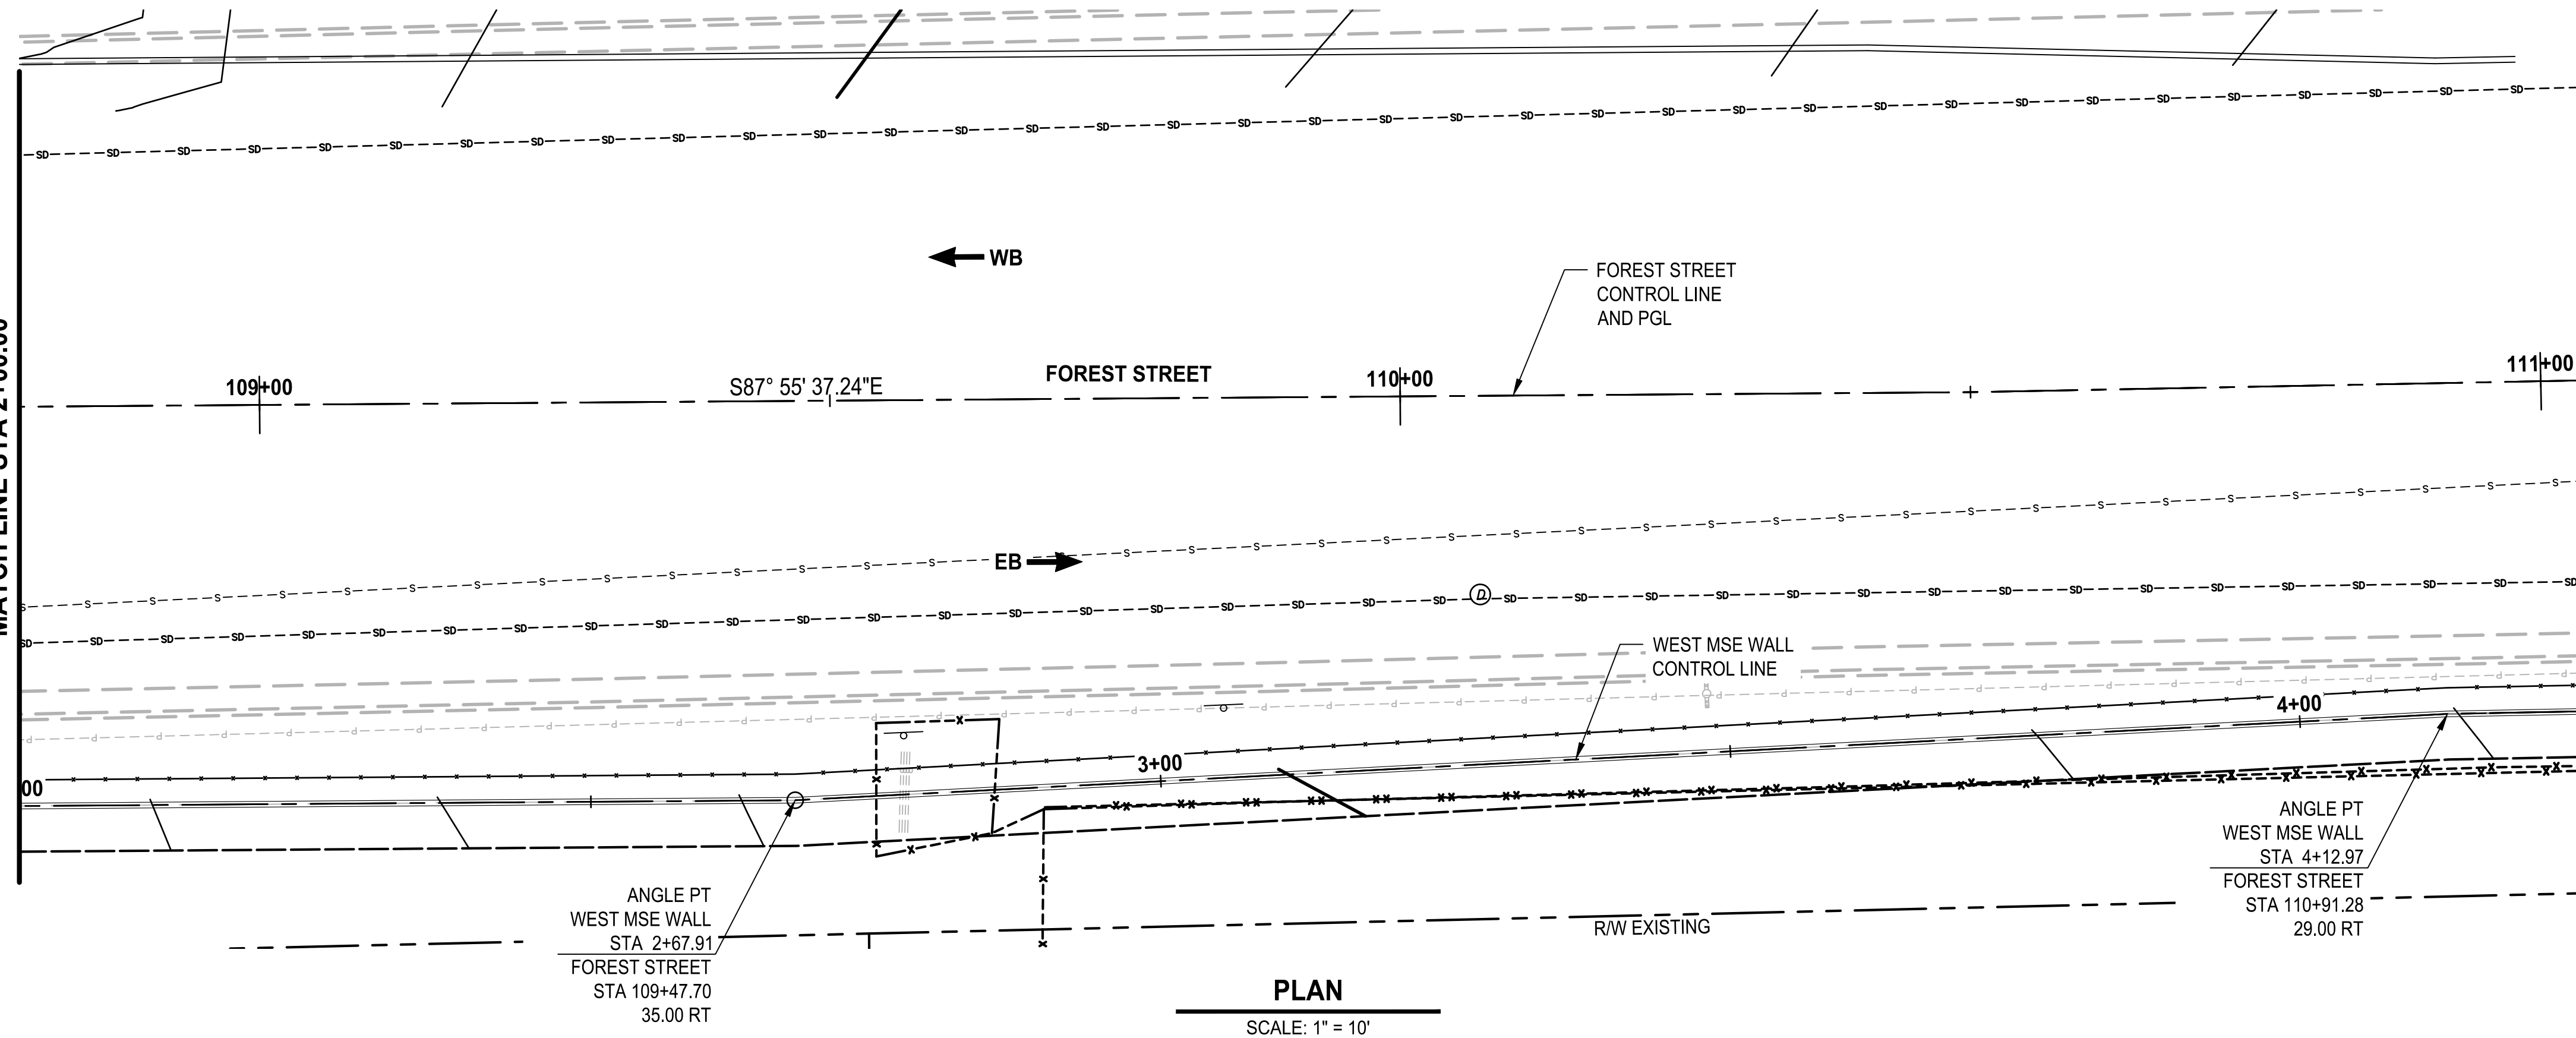 WB
FOREST STREET
CONTROL LINE
AND PGL
109+00
S87° 55' 37.24"E
FOREST STREET
110+00
111+00
EB
D
WEST MSE WALL
CONTROL LINE
00
3+00
4+00
ANGLE PT
WEST MSE WALL
STA 2+67.91
FOREST STREET
STA 109+47.70
35.00 RT
ANGLE PT
WEST MSE WALL
STA 4+12.97
FOREST STREET
STA 110+91.28
29.00 RT
R/W EXISTING
PLAN
SCALE: 1" = 10'